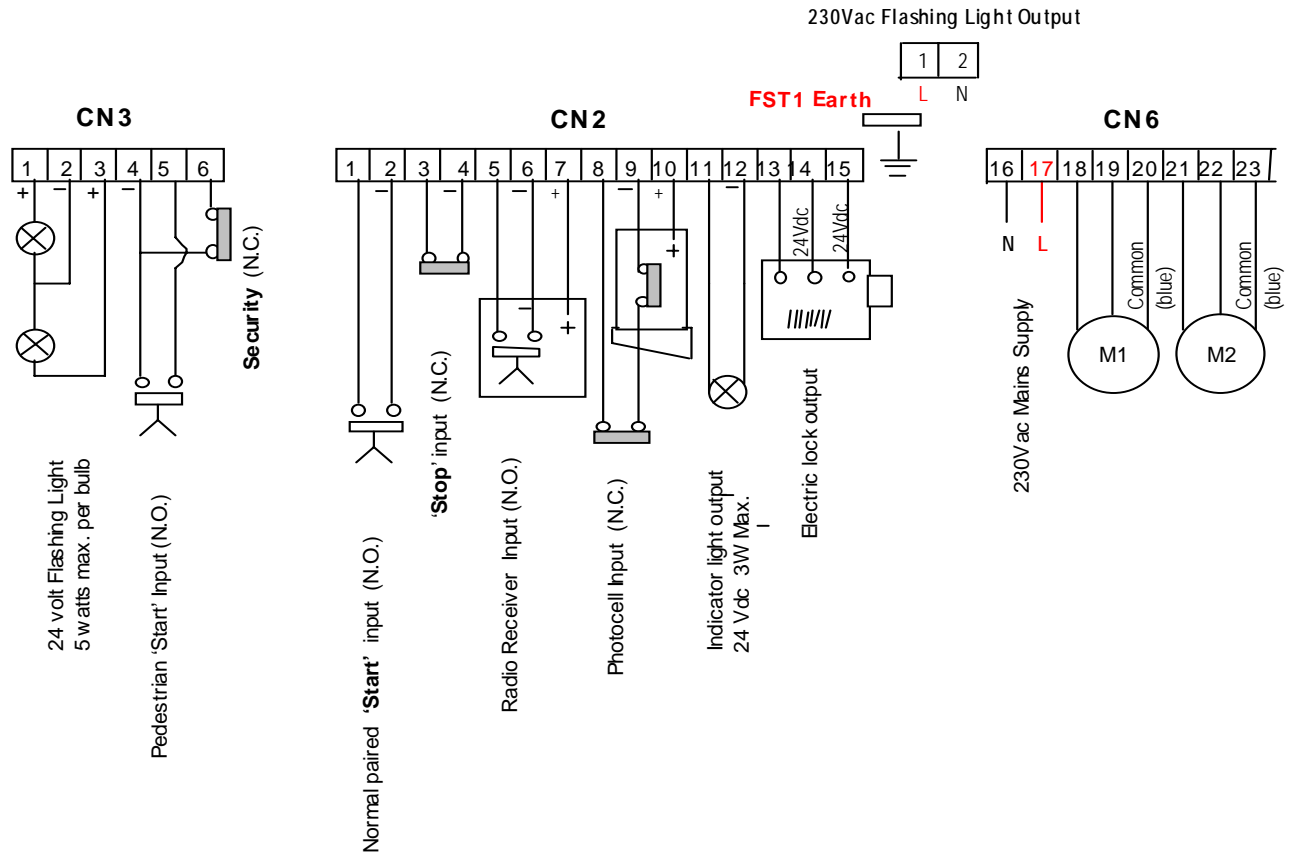 230Vac Flashing Light Output
1 2
L N
FST1 Earth
CN3
CN2
CN6
1 2 3 4 5 6
+ − + −
1 2 3 4 5 6 7 8 9 10 11 12 13 14 15
− − − + − + −
16 17 18 19 20 21 22 23
N L
Security (N.C.)
24Vdc
24Vdc
− +
+
Common
(blue)
Common
(blue)
M1
M2
24 volt Flashing Light
5 watts max. per bulb
Pedestrian 'Start' Input (N.O.)
Normal paired 'Start' input (N.O.)
'Stop' input (N.C.)
Radio Receiver Input (N.O.)
Photocell Input (N.C.)
Indicator light output
24 Vdc 3W Max.
Electric lock output
230Vac Mains Supply